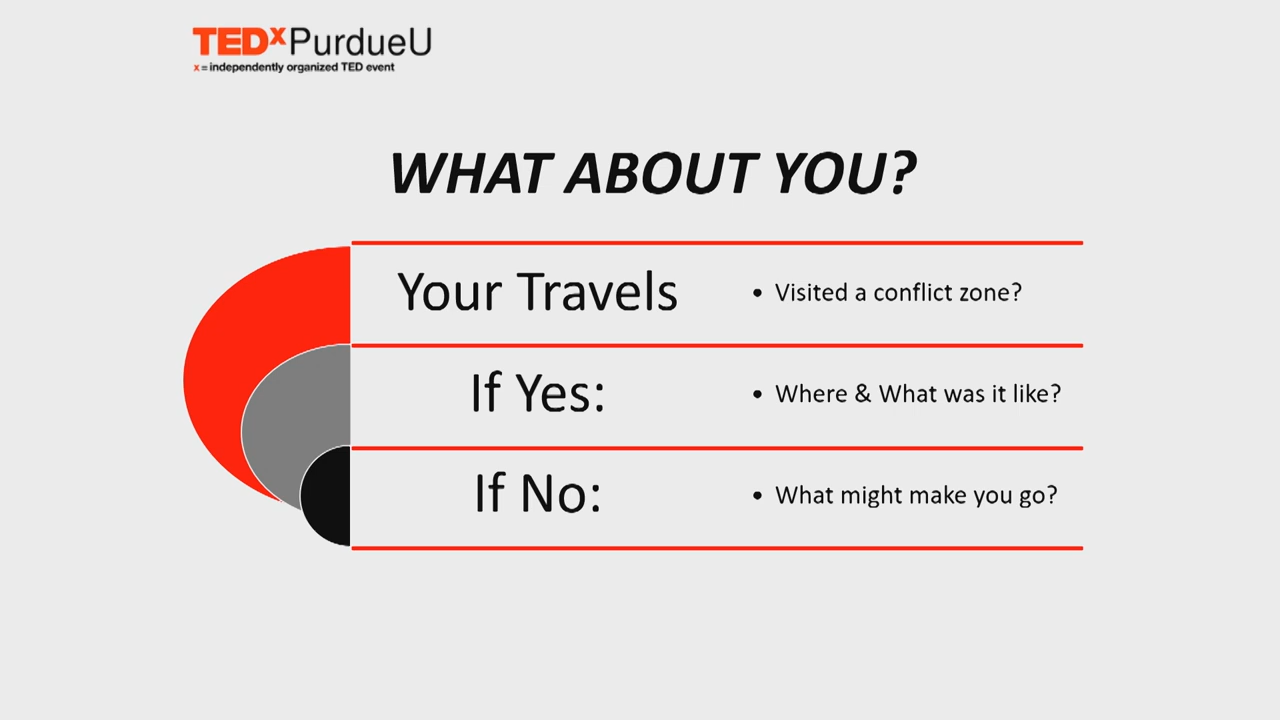 TEDxPurdueU
x = independently organized TED event
WHAT ABOUT YOU?
Your Travels
• Visited a conflict zone?
If Yes:
• Where & What was it like?
If No:
• What might make you go?